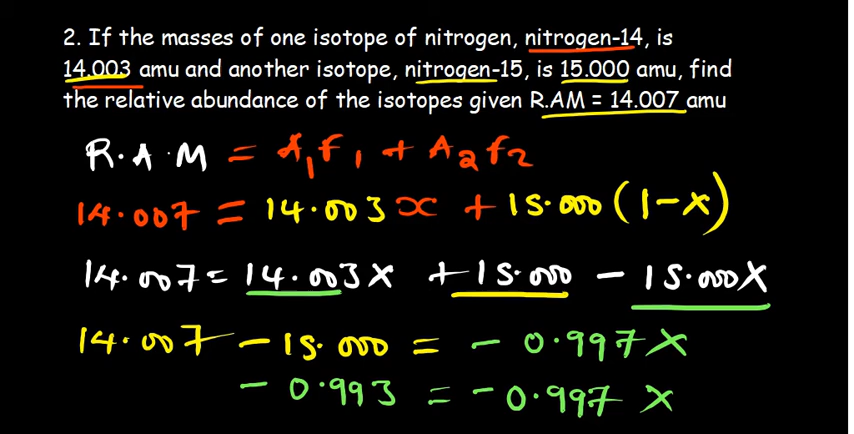 2. If the masses of one isotope of nitrogen, nitrogen-14, is
14.003 amu and another isotope, nitrogen-15, is 15.000 amu, find
the relative abundance of the isotopes given R.AM = 14.007 amu
R.A.M = A₁f₁ + A₂f₂
14.007 = 14.003x + 15.000(1-x)
14.007 = 14.003x + 15.000 - 15.000x
14.007 - 15.000 = - 0.997x
- 0.993 = - 0.997 x